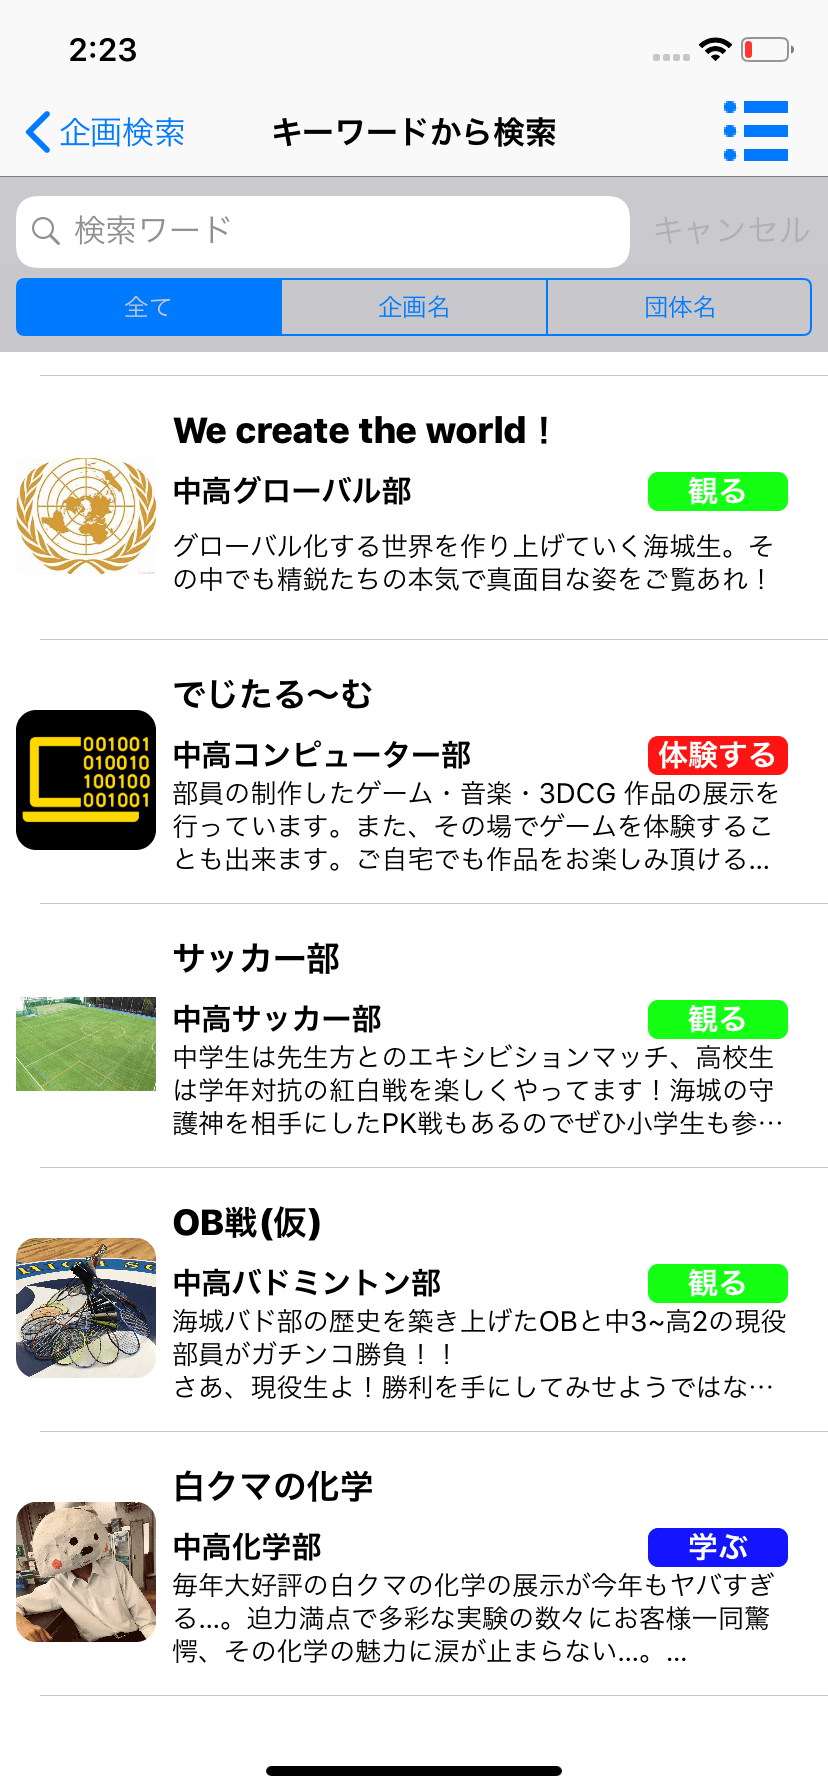 2:23
企画検索
キーワードから検索
検索ワード
キャンセル
全て
企画名
団体名
We create the world！
中高グローバル部
観る
グローバル化する世界を作り上げていく海城生。そ
の中でも精鋭たちの本気で真面目な姿をご覧あれ！
でじたる〜む
001001
010010
100100
001001
中高コンピューター部
体験する
部員の制作したゲーム・音楽・3DCG 作品の展示を
行っています。また、その場でゲームを体験するこ
とも出来ます。ご自宅でも作品をお楽しみ頂ける...
サッカー部
中高サッカー部
観る
中学生は先生方とのエキシビションマッチ、高校生
は学年対抗の紅白戦を楽しくやってます！海城の守
護神を相手にしたPK戦もあるのでぜひ小学生も参…
OB戦(仮)
中高バドミントン部
観る
海城バド部の歴史を築き上げたOBと中3~高2の現役
部員がガチンコ勝負！！
さあ、現役生よ！勝利を手にしてみせようではな…
白クマの化学
中高化学部
学ぶ
毎年大好評の白クマの化学の展示が今年もヤバすぎ
る...。迫力満点で多彩な実験の数々にお客様一同驚
愕、その化学の魅力に涙が止まらない...。...